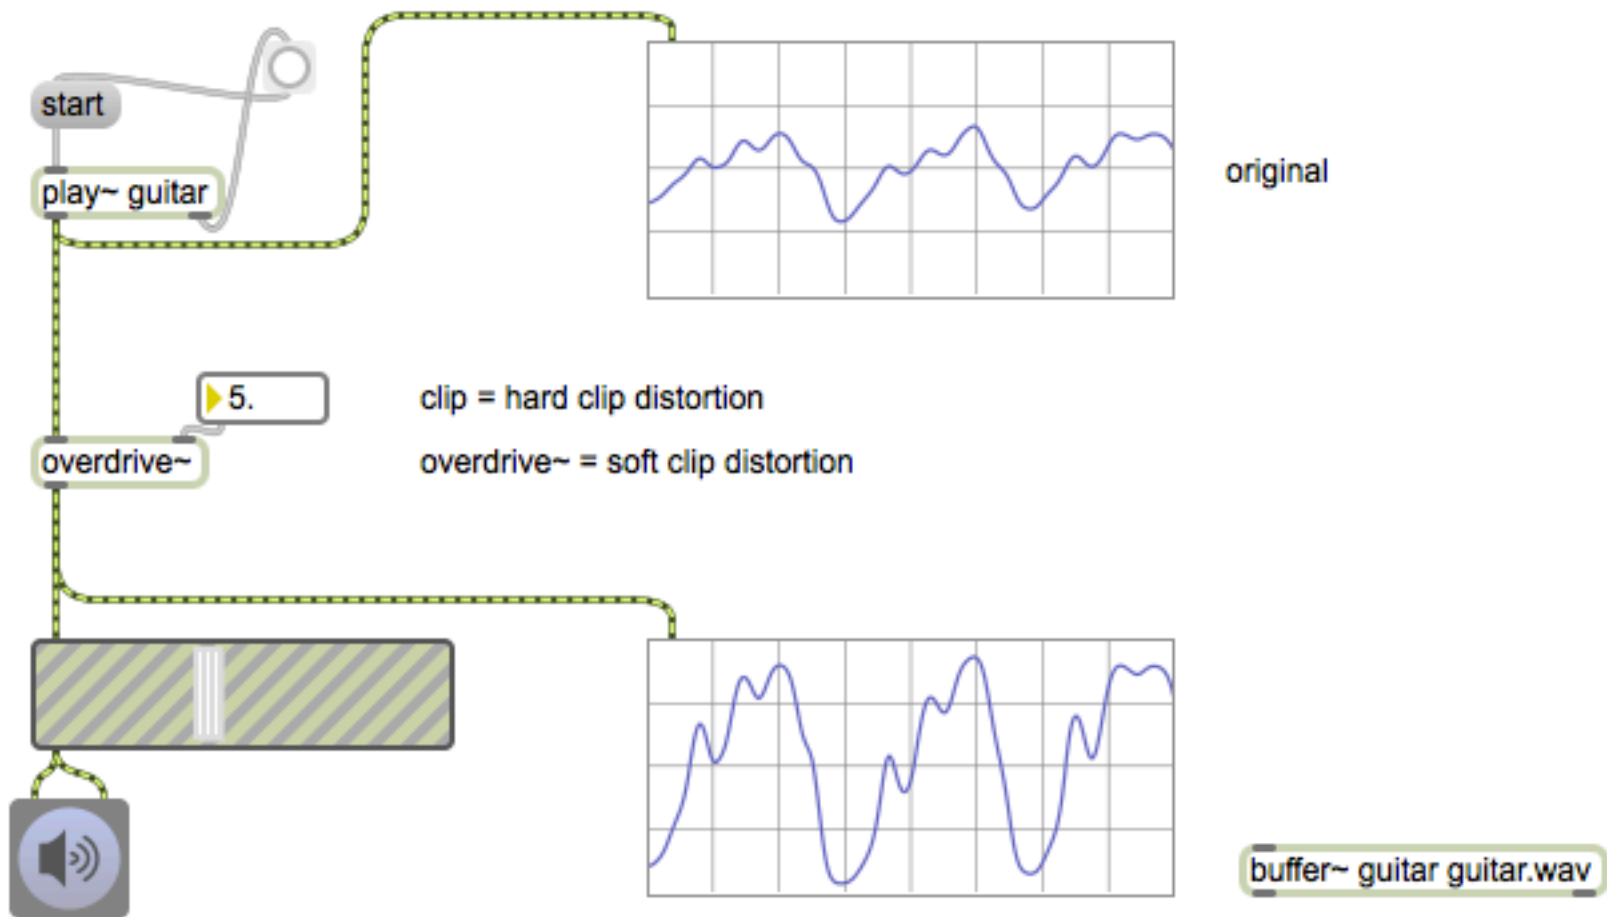 start
play~ guitar
original
5.
clip = hard clip distortion
overdrive~
overdrive~ = soft clip distortion
buffer~ guitar guitar.wav